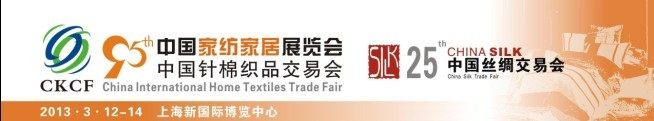 CKCF
95th 中国家纺家居展览会
中国针棉织品交易会
China International Home Textiles Trade Fair
SILK 25th CHINA SILK
中国丝绸交易会
China Silk Trade Fair
2013·3·12-14 上海新国际博览中心